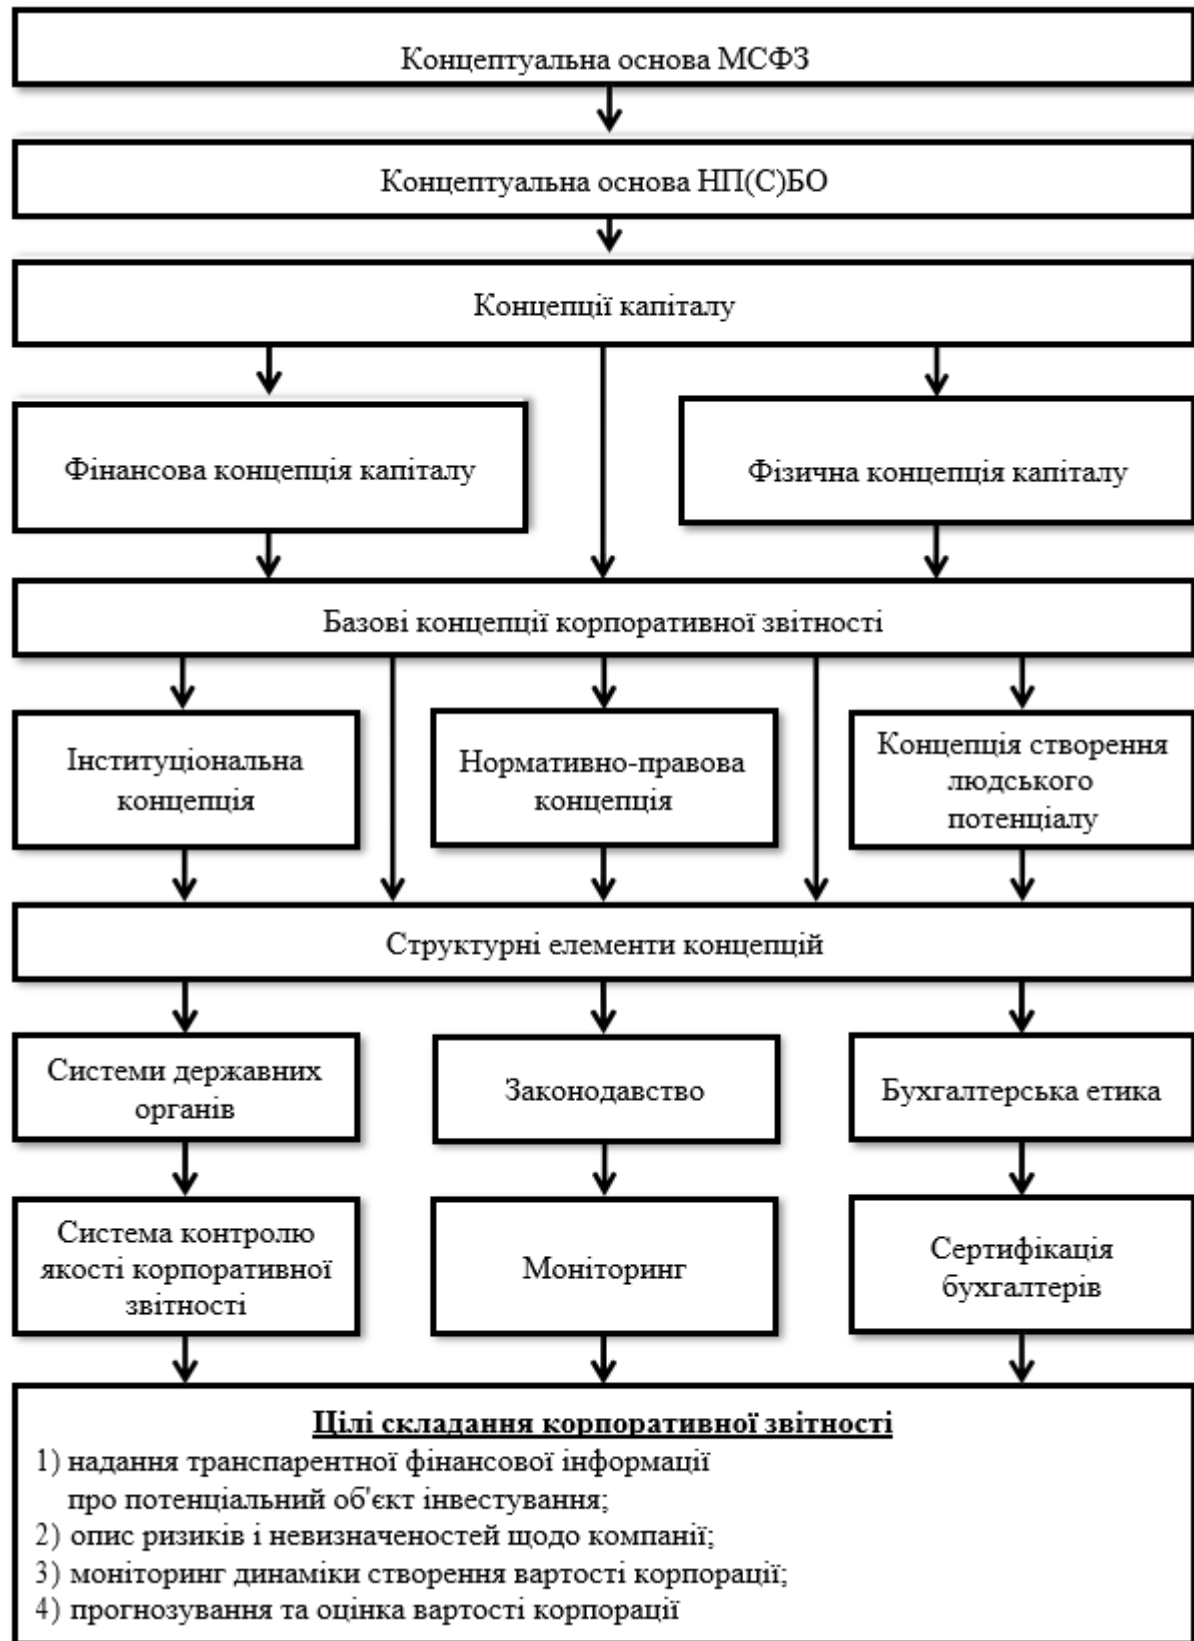 Концептуальна основа МСФЗ
Концептуальна основа НП(С)БО
Концепції капіталу
Фінансова концепція капіталу
Фізична концепція капіталу
Базові концепції корпоративної звітності
Інституціональна
концепція
Нормативно-правова
концепція
Концепція створення
людського
потенціалу
Структурні елементи концепцій
Системи державних
органів
Законодавство
Бухгалтерська етика
Система контролю
якості корпоративної
звітності
Моніторинг
Сертифікація
бухгалтерів
Цілі складання корпоративної звітності
1) надання транспарентної фінансової інформації
про потенціальний об'єкт інвестування;
2) опис ризиків і невизначеностей щодо компанії;
3) моніторинг динаміки створення вартості корпорації;
4) прогнозування та оцінка вартості корпорації